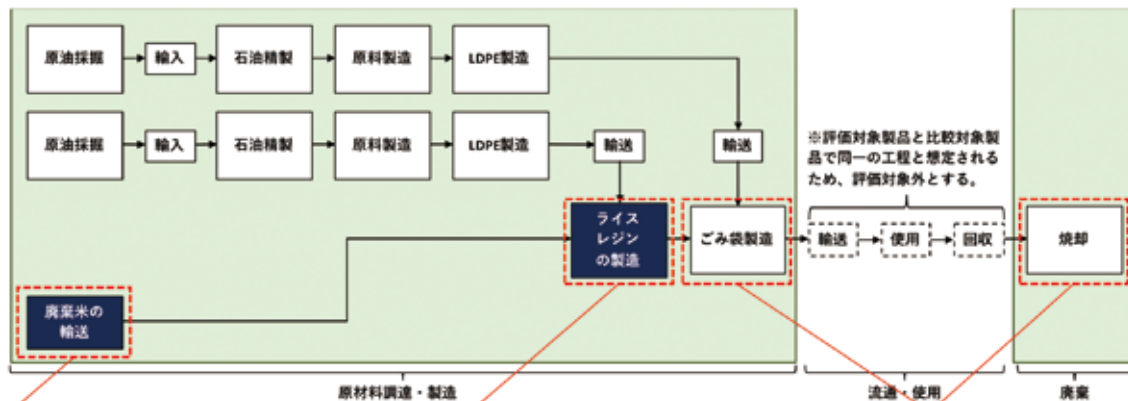 原油採掘
輸入
石油精製
原料製造
LDPE製造
原油採掘
輸入
石油精製
原料製造
LDPE製造
輸送
輸送
※評価対象製品と比較対象製
品で同一の工程と想定される
ため、評価対象外とする。
ライス
レジン
の製造
ごみ袋製造
輸送
使用
回収
焼却
廃棄米の
輸送
原材料調達・製造
流通・使用
廃棄